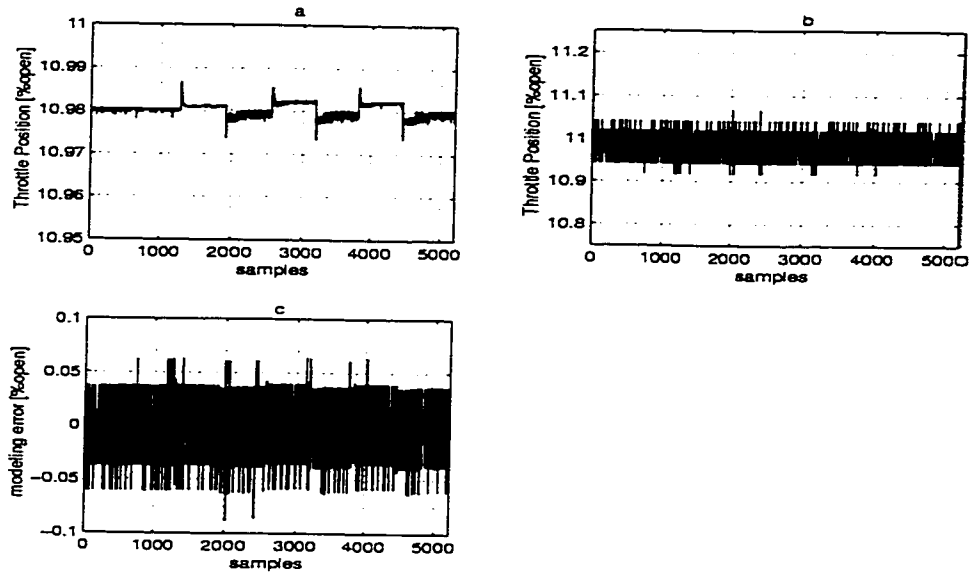 a
Throttle Position [%open]
11
10.99
10.98
10.97
10.96
10.95
0 1000 2000 3000 4000 5000
samples
b
Throttle Position [%open]
11.2
11.1
11
10.9
10.8
0 1000 2000 3000 4000 5000
samples
c
modeling error [%open]
0.1
0.05
0
-0.05
-0.1
0 1000 2000 3000 4000 5000
samples